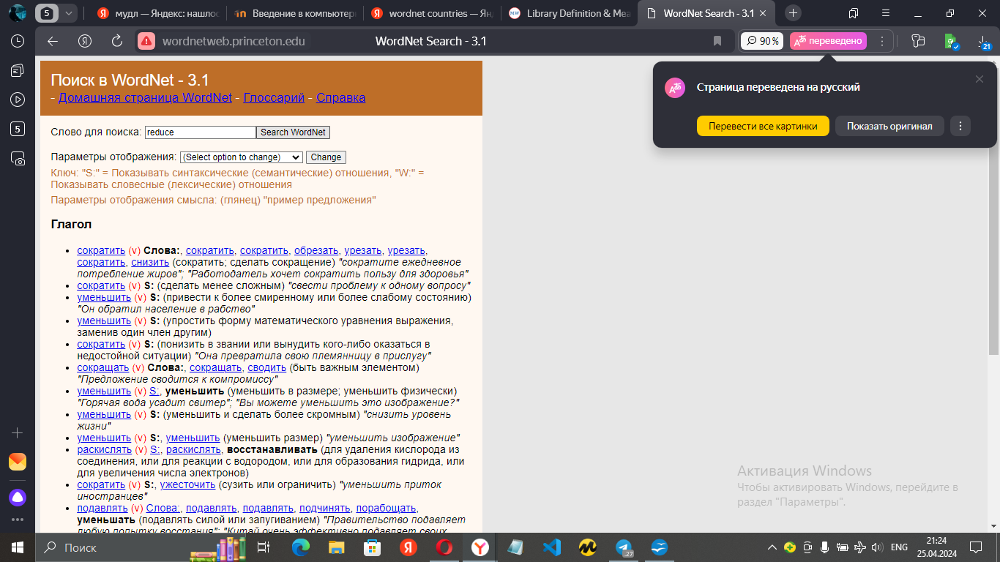 5
мудл — Яндекс: нашлос
Введение в компьютерн
wordnet countries — Ян
Library Definition & Mea
WordNet Search - 3.1
wordnetweb.princeton.edu
WordNet Search - 3.1
90 %
переведено
21
Страница переведена на русский
Перевести все картинки
Показать оригинал
5
Поиск в WordNet - 3.1
- Домашняя страница WordNet - Глоссарий - Справка
Слово для поиска: reduce Search WordNet
Параметры отображения: (Select option to change) Change
Ключ: "S:" = Показывать синтаксические (семантические) отношения, "W:" =
Показывать словесные (лексические) отношения
Параметры отображения смысла: (глянец) "пример предложения"
Глагол
• сократить (v) Слова:, сократить, сократить, обрезать, урезать, урезать,
сократить, снизить (сократить; сделать сокращение) "сократите ежедневное
потребление жиров"; "Работодатель хочет сократить пользу для здоровья"
• сократить (v) S: (сделать менее сложным) "свести проблему к одному вопросу"
• уменьшить (v) S: (привести к более смиренному или более слабому состоянию)
"Он обратил население в рабство"
• уменьшить (v) S: (упростить форму математического уравнения выражения,
заменив один член другим)
• сократить (v) S: (понизить в звании или вынудить кого-либо оказаться в
недостойной ситуации) "Она превратила свою племянницу в прислугу"
• сокращать (v) Слова:, сокращать, сводить (быть важным элементом)
"Предложение сводится к компромиссу"
• уменьшить (v) S:, уменьшить (уменьшить в размере; уменьшить физически)
"Горячая вода усадит свитер"; "Вы можете уменьшить это изображение?"
• уменьшить (v) S: (уменьшить и сделать более скромным) "снизить уровень
жизни"
• уменьшить (v) S:, уменьшить (уменьшить размер) "уменьшить изображение"
• раскислять (v) S:, раскислять, восстанавливать (для удаления кислорода из
соединения, или для реакции с водородом, или для образования гидрида, или
для увеличения числа электронов)
• сократить (v) S:, ужесточить (сузить или ограничить) "уменьшить приток
иностранцев"
• подавлять (v) Слова:, подавлять, подавлять, подчинять, порабощать,
уменьшать (подавлять силой или запугиванием) "Правительство подавляет
любую попытку восстания"; "Китай очень эффективно подавляет своих
Активация Windows
Чтобы активировать Windows, перейдите в
раздел "Параметры".
Поиск
27
ENG
21:24
25.04.2024